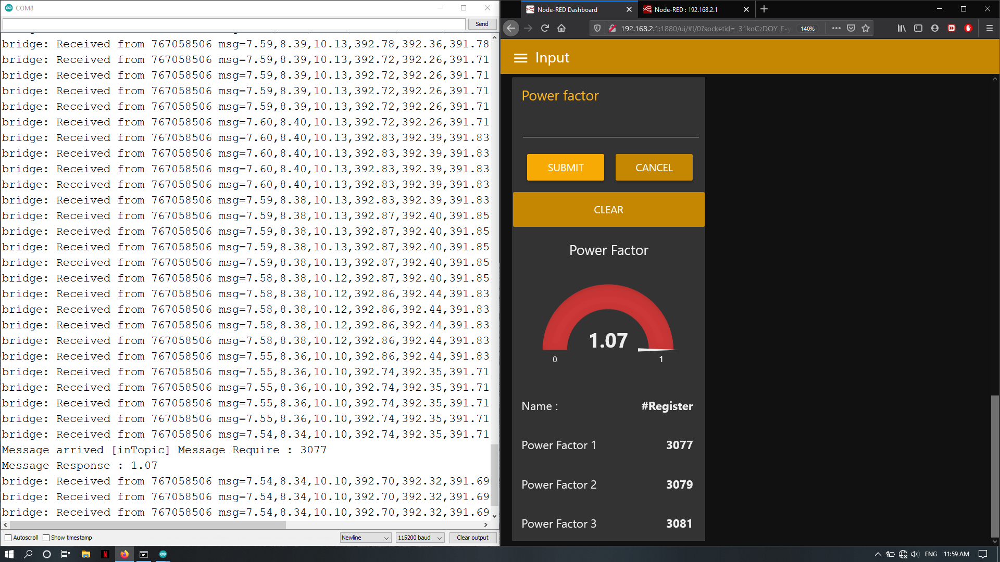 COM8
Send
bridge: Received from 767058506 msg=7.59,8.39,10.13,392.78,392.36,391.78
bridge: Received from 767058506 msg=7.59,8.39,10.13,392.72,392.26,391.71
bridge: Received from 767058506 msg=7.59,8.39,10.13,392.72,392.26,391.71
bridge: Received from 767058506 msg=7.59,8.39,10.13,392.72,392.26,391.71
bridge: Received from 767058506 msg=7.59,8.39,10.13,392.72,392.26,391.71
bridge: Received from 767058506 msg=7.60,8.40,10.13,392.72,392.26,391.71
bridge: Received from 767058506 msg=7.60,8.40,10.13,392.83,392.39,391.83
bridge: Received from 767058506 msg=7.60,8.40,10.13,392.83,392.39,391.83
bridge: Received from 767058506 msg=7.60,8.40,10.13,392.83,392.39,391.83
bridge: Received from 767058506 msg=7.60,8.40,10.13,392.83,392.39,391.83
bridge: Received from 767058506 msg=7.59,8.38,10.13,392.83,392.39,391.83
bridge: Received from 767058506 msg=7.59,8.38,10.13,392.87,392.40,391.85
bridge: Received from 767058506 msg=7.59,8.38,10.13,392.87,392.40,391.85
bridge: Received from 767058506 msg=7.59,8.38,10.13,392.87,392.40,391.85
bridge: Received from 767058506 msg=7.59,8.38,10.13,392.87,392.40,391.85
bridge: Received from 767058506 msg=7.58,8.38,10.12,392.87,392.40,391.85
bridge: Received from 767058506 msg=7.58,8.38,10.12,392.86,392.44,391.83
bridge: Received from 767058506 msg=7.58,8.38,10.12,392.86,392.44,391.83
bridge: Received from 767058506 msg=7.58,8.38,10.12,392.86,392.44,391.83
bridge: Received from 767058506 msg=7.58,8.38,10.12,392.86,392.44,391.83
bridge: Received from 767058506 msg=7.55,8.36,10.10,392.86,392.44,391.83
bridge: Received from 767058506 msg=7.55,8.36,10.10,392.74,392.35,391.71
bridge: Received from 767058506 msg=7.55,8.36,10.10,392.74,392.35,391.71
bridge: Received from 767058506 msg=7.55,8.36,10.10,392.74,392.35,391.71
bridge: Received from 767058506 msg=7.55,8.36,10.10,392.74,392.35,391.71
bridge: Received from 767058506 msg=7.54,8.34,10.10,392.74,392.35,391.71
Message arrived [inTopic] Message Require : 3077
Message Response : 1.07
bridge: Received from 767058506 msg=7.54,8.34,10.10,392.70,392.32,391.69
bridge: Received from 767058506 msg=7.54,8.34,10.10,392.70,392.32,391.69
bridge: Received from 767058506 msg=7.54,8.34,10.10,392.70,392.32,391.69
Autoscroll Show timestamp Newline 115200 baud Clear output
Node-RED Dashboard Node-RED : 192.168.2.1
192.168.2.1:1880/ui/#!/0?socketid=_31koCzDOY_F-y 140%
Input
Power factor
SUBMIT CANCEL
CLEAR
Power Factor
1.07
0 1
Name : #Register
Power Factor 1 3077
Power Factor 2 3079
Power Factor 3 3081
ENG 11:59 AM